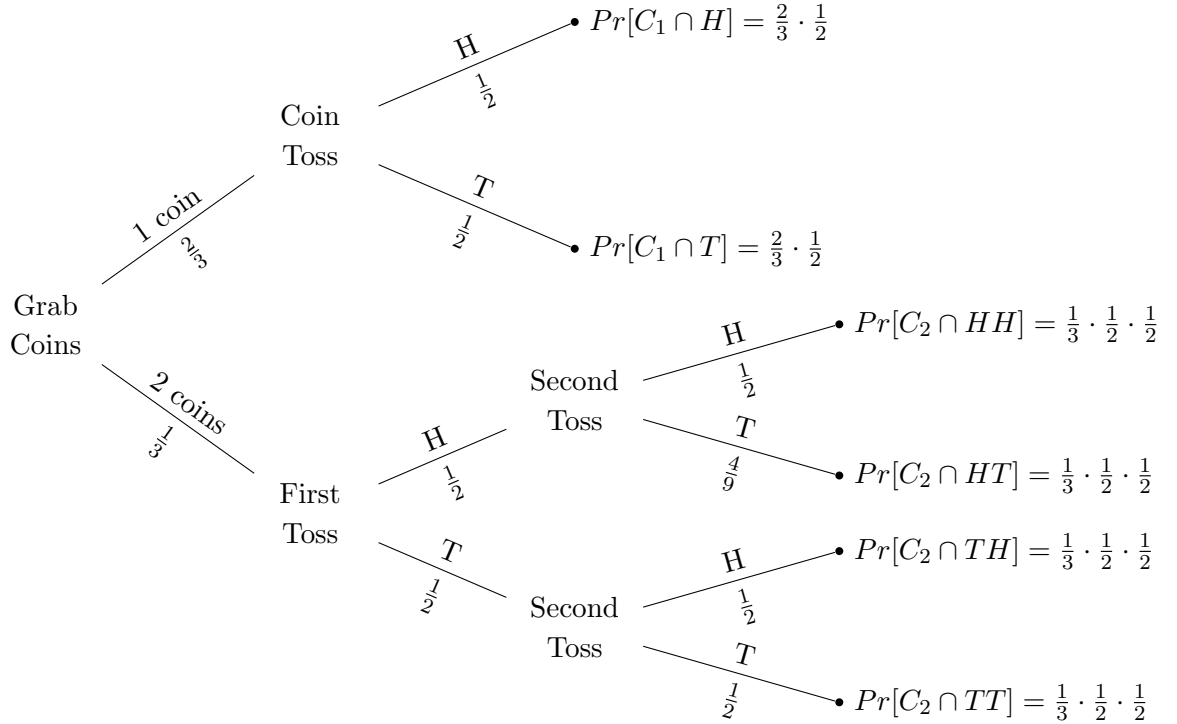 H
1/2
Pr[C₁ ∩ H] = 2/3 · 1/2
Coin
Toss
T
1/2
Pr[C₁ ∩ T] = 2/3 · 1/2
1 coin
2/3
Grab
Coins
2 coins
1/3
H
1/2
Pr[C₂ ∩ HH] = 1/3 · 1/2 · 1/2
Second
Toss
T
4/9
Pr[C₂ ∩ HT] = 1/3 · 1/2 · 1/2
H
1/2
First
Toss
T
1/2
H
1/2
Pr[C₂ ∩ TH] = 1/3 · 1/2 · 1/2
Second
Toss
T
1/2
Pr[C₂ ∩ TT] = 1/3 · 1/2 · 1/2